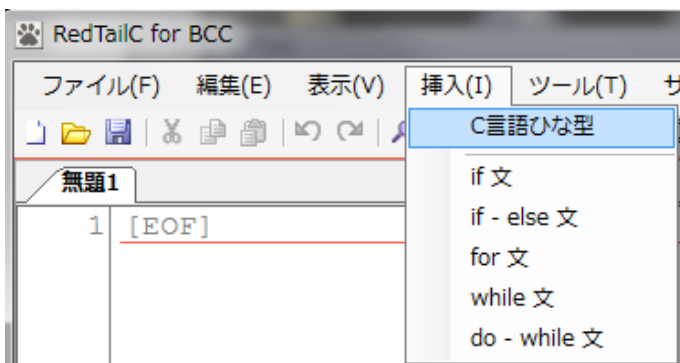 RedTailC for BCC
ファイル(F) 編集(E) 表示(V) 挿入(I) ツール(T) サ
C言語ひな型
無題1
1 [EOF]
if 文
if - else 文
for 文
while 文
do - while 文